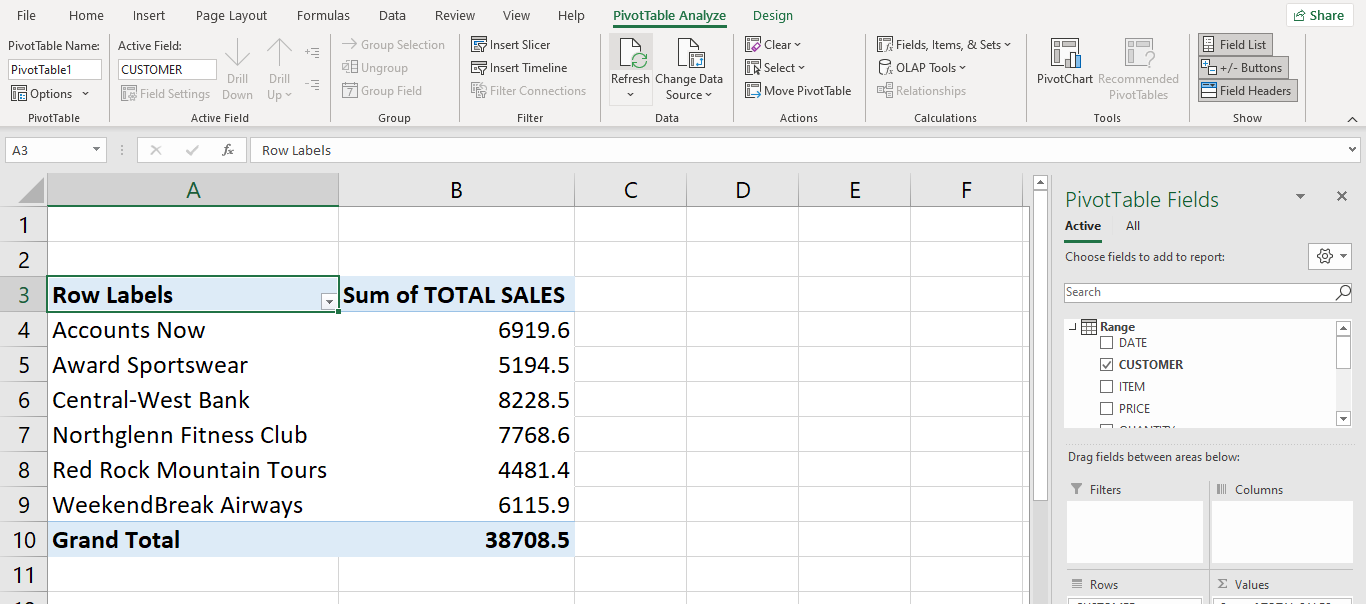 File Home Insert Page Layout Formulas Data Review View Help PivotTable Analyze Design Share
PivotTable Name:
PivotTable1
Options
PivotTable
Active Field:
CUSTOMER
Field Settings
Drill Down
Drill Up
Active Field
Group Selection
Ungroup
Group Field
Group
Insert Slicer
Insert Timeline
Filter Connections
Filter
Refresh
Change Data Source
Data
Clear
Select
Move PivotTable
Actions
Fields, Items, & Sets
OLAP Tools
Relationships
Calculations
PivotChart
Recommended PivotTables
Tools
Field List
+/- Buttons
Field Headers
Show
A3 fx Row Labels
A B C D E F
1
2
3 Row Labels Sum of TOTAL SALES
4 Accounts Now 6919.6
5 Award Sportswear 5194.5
6 Central-West Bank 8228.5
7 Northglenn Fitness Club 7768.6
8 Red Rock Mountain Tours 4481.4
9 WeekendBreak Airways 6115.9
10 Grand Total 38708.5
11
PivotTable Fields
Active All
Choose fields to add to report:
Search
Range
DATE
CUSTOMER
ITEM
PRICE
Drag fields between areas below:
Filters Columns
Rows Σ Values